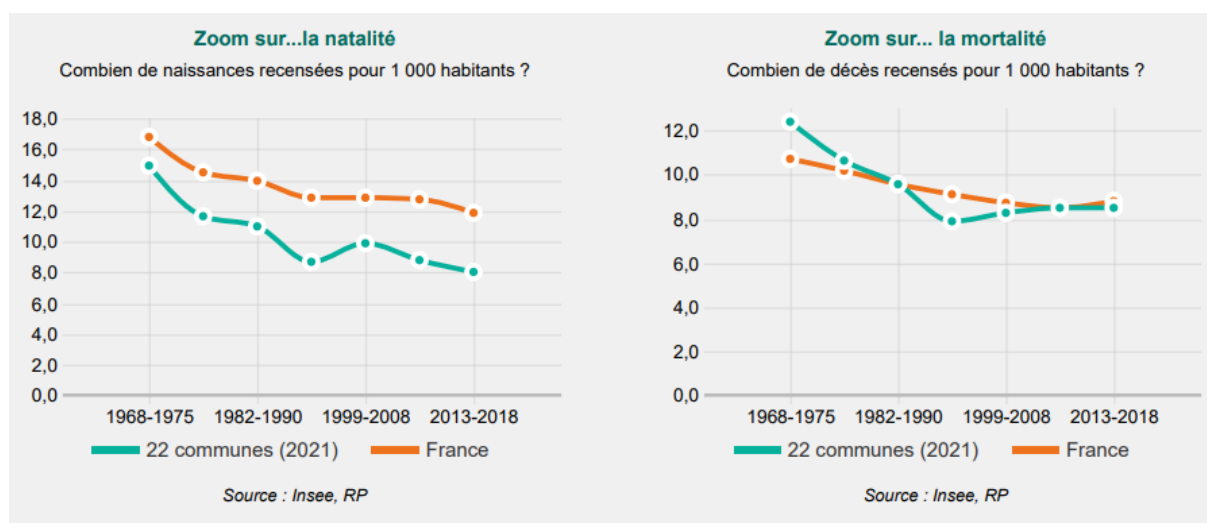 Zoom sur...la natalité
Combien de naissances recensées pour 1 000 habitants ?
18,0
16,0
14,0
12,0
10,0
8,0
6,0
4,0
2,0
0,0
1968-1975 1982-1990 1999-2008 2013-2018
22 communes (2021) France
Source : Insee, RP
Zoom sur... la mortalité
Combien de décès recensés pour 1 000 habitants ?
12,0
10,0
8,0
6,0
4,0
2,0
0,0
1968-1975 1982-1990 1999-2008 2013-2018
22 communes (2021) France
Source : Insee, RP